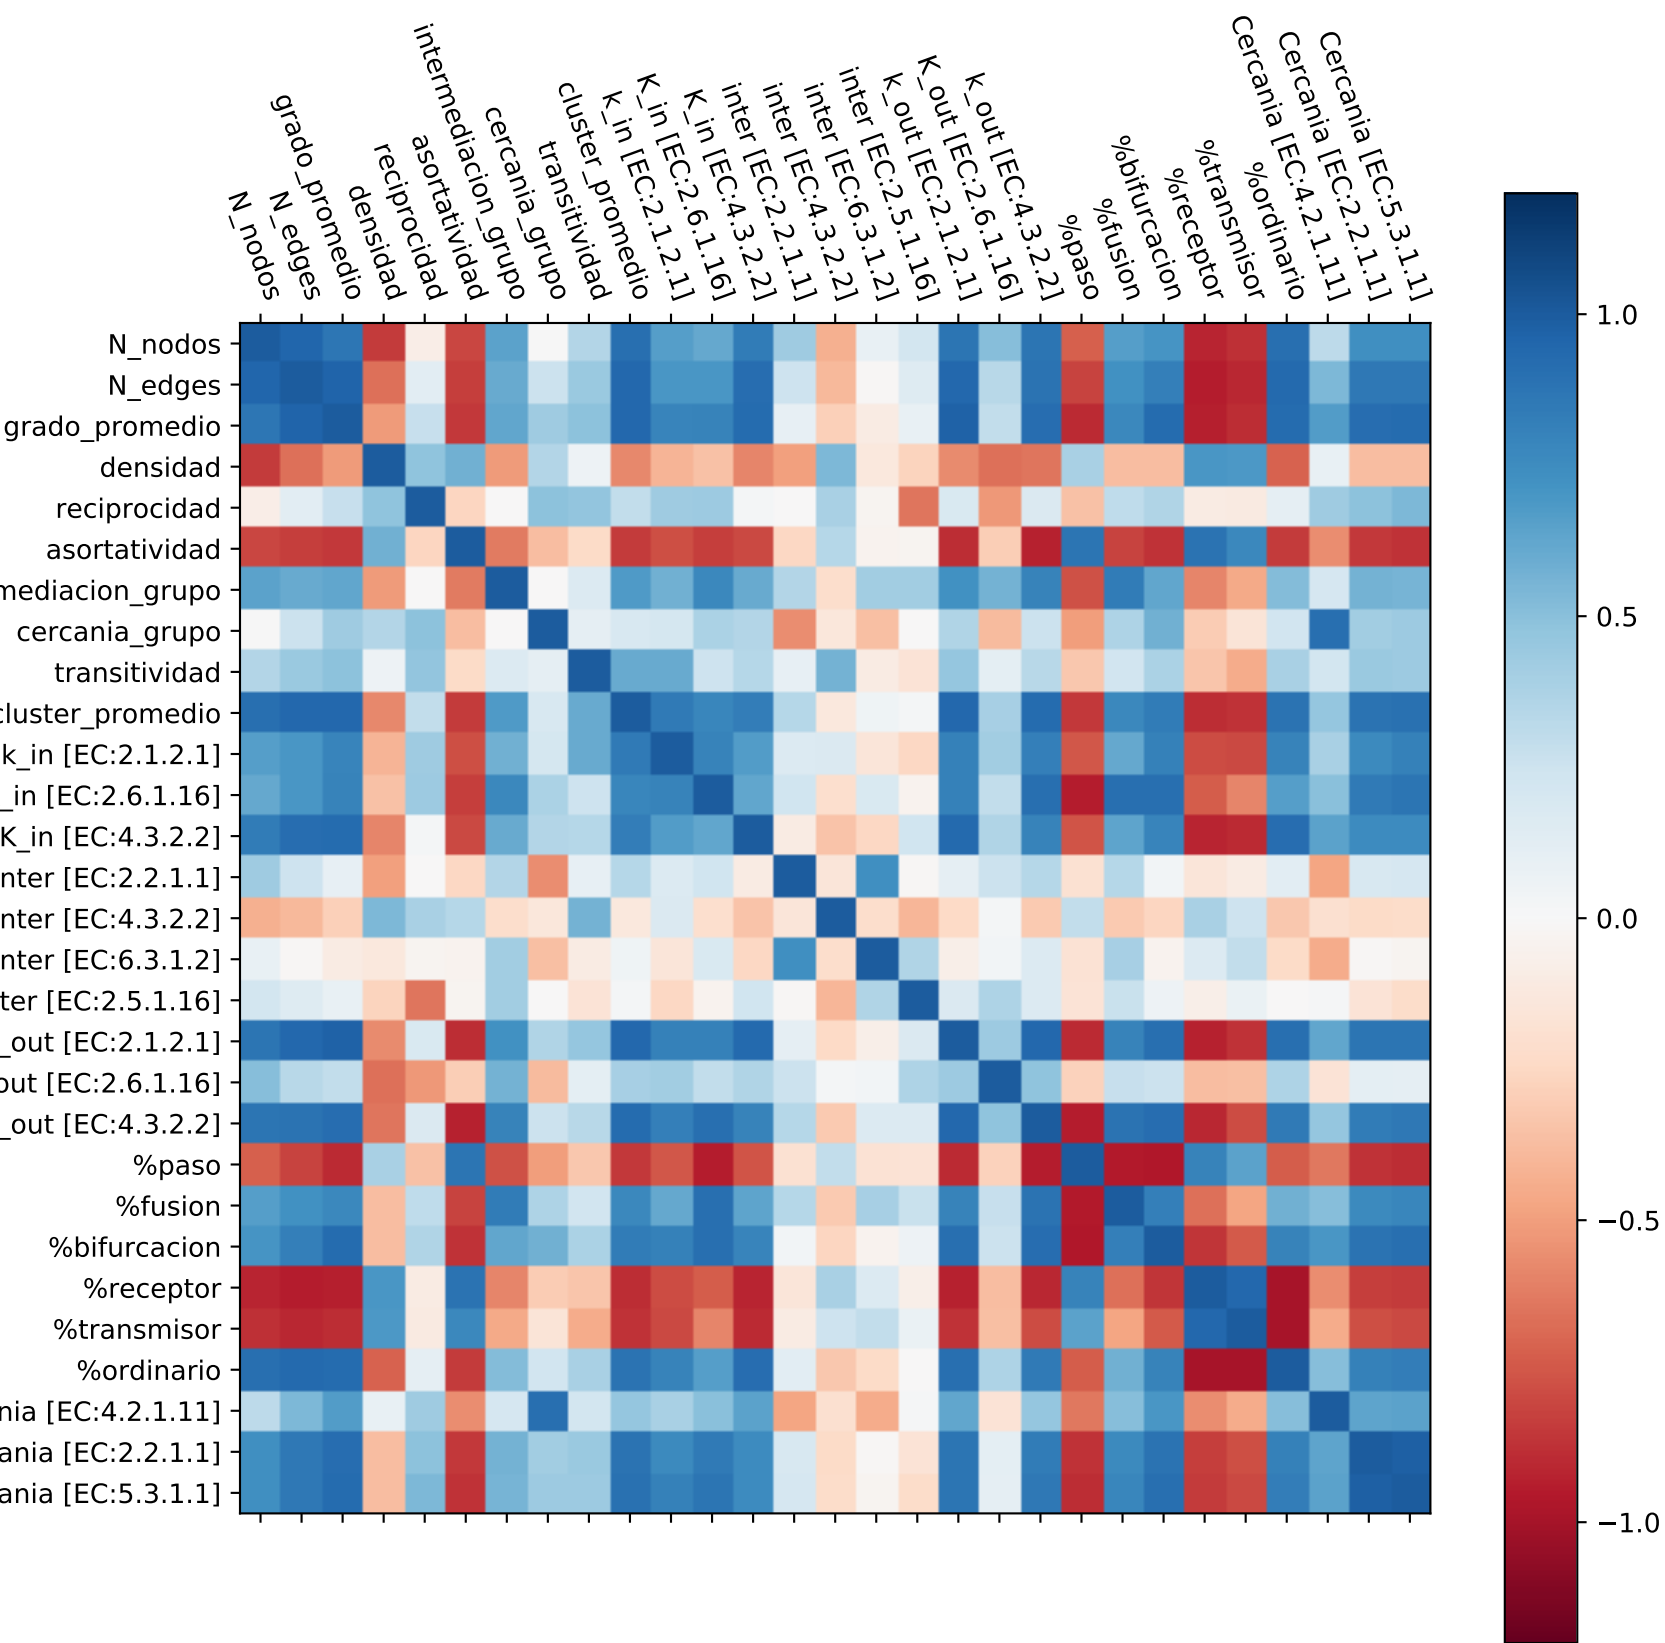 N_nodos
N_edges
grado_promedio
densidad
reciprocidad
asortatividad
intermediacion_grupo
cercania_grupo
transitividad
cluster_promedio
k_in [EC:2.1.2.1]
K_in [EC:2.6.1.16]
K_in [EC:4.3.2.2]
inter [EC:2.2.1.1]
inter [EC:4.3.2.2]
inter [EC:6.3.1.2]
inter [EC:2.5.1.16]
k_out [EC:2.1.2.1]
K_out [EC:2.6.1.16]
k_out [EC:4.3.2.2]
%paso
%fusion
%bifurcacion
%receptor
%transmisor
%ordinario
Cercania [EC:4.2.1.11]
Cercania [EC:2.2.1.1]
Cercania [EC:5.3.1.1]
N_nodos
N_edges
grado_promedio
densidad
reciprocidad
asortatividad
mediacion_grupo
cercania_grupo
transitividad
cluster_promedio
k_in [EC:2.1.2.1]
_in [EC:2.6.1.16]
K_in [EC:4.3.2.2]
nter [EC:2.2.1.1]
nter [EC:4.3.2.2]
nter [EC:6.3.1.2]
ter [EC:2.5.1.16]
_out [EC:2.1.2.1]
out [EC:2.6.1.16]
_out [EC:4.3.2.2]
%paso
%fusion
%bifurcacion
%receptor
%transmisor
%ordinario
nia [EC:4.2.1.11]
ania [EC:2.2.1.1]
ania [EC:5.3.1.1]
1.0
0.5
0.0
−0.5
−1.0